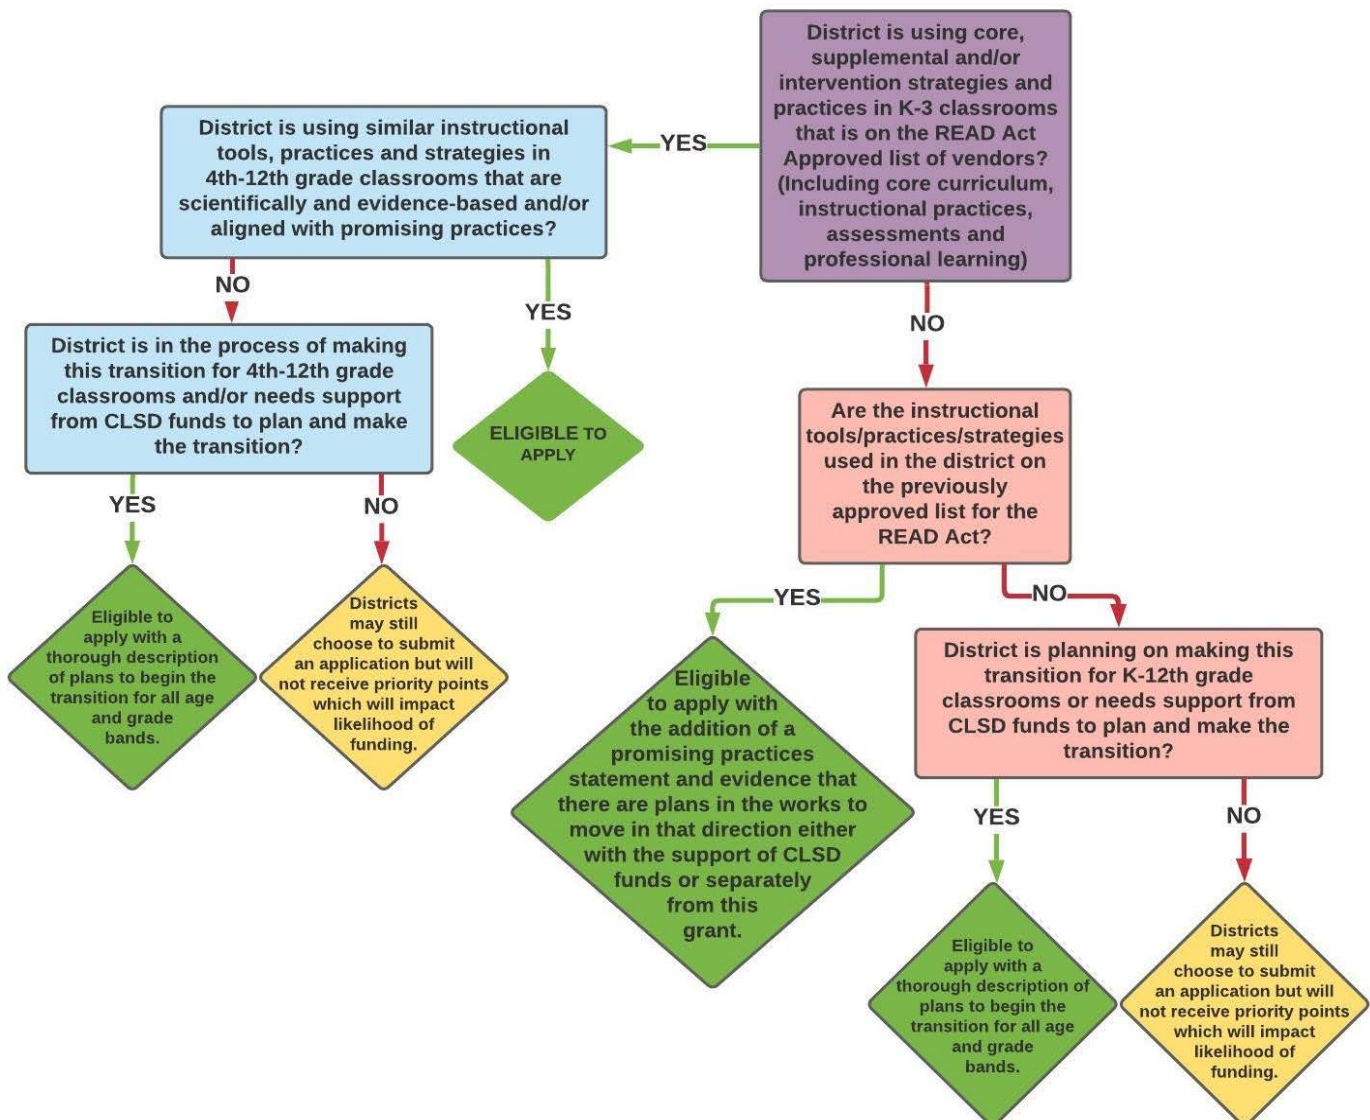 District is using core,
supplemental and/or
intervention strategies and
practices in K-3 classrooms
that is on the READ Act
Approved list of vendors?
(Including core curriculum,
instructional practices,
assessments and
professional learning)
YES
District is using similar instructional
tools, practices and strategies in
4th-12th grade classrooms that are
scientifically and evidence-based and/or
aligned with promising practices?
NO
YES
NO
District is in the process of making
this transition for 4th-12th grade
classrooms and/or needs support
from CLSD funds to plan and make
the transition?
ELIGIBLE TO
APPLY
Are the instructional
tools/practices/strategies
used in the district on
the previously
approved list for the
READ Act?
YES
NO
YES
NO
Eligible to
apply with a
thorough description
of plans to begin the
transition for all age
and grade
bands.
Districts
may still
choose to submit
an application but will
not receive priority points
which will impact
likelihood of
funding.
Eligible
to apply with
the addition of a
promising practices
statement and evidence that
there are plans in the works to
move in that direction either
with the support of CLSD
funds or separately
from this
grant.
District is planning on making this
transition for K-12th grade
classrooms or needs support from
CLSD funds to plan and make the
transition?
YES
NO
Eligible to
apply with a
thorough description of
plans to begin the
transition for all age
and grade
bands.
Districts
may still
choose to submit
an application but will
not receive priority points
which will impact
likelihood of
funding.